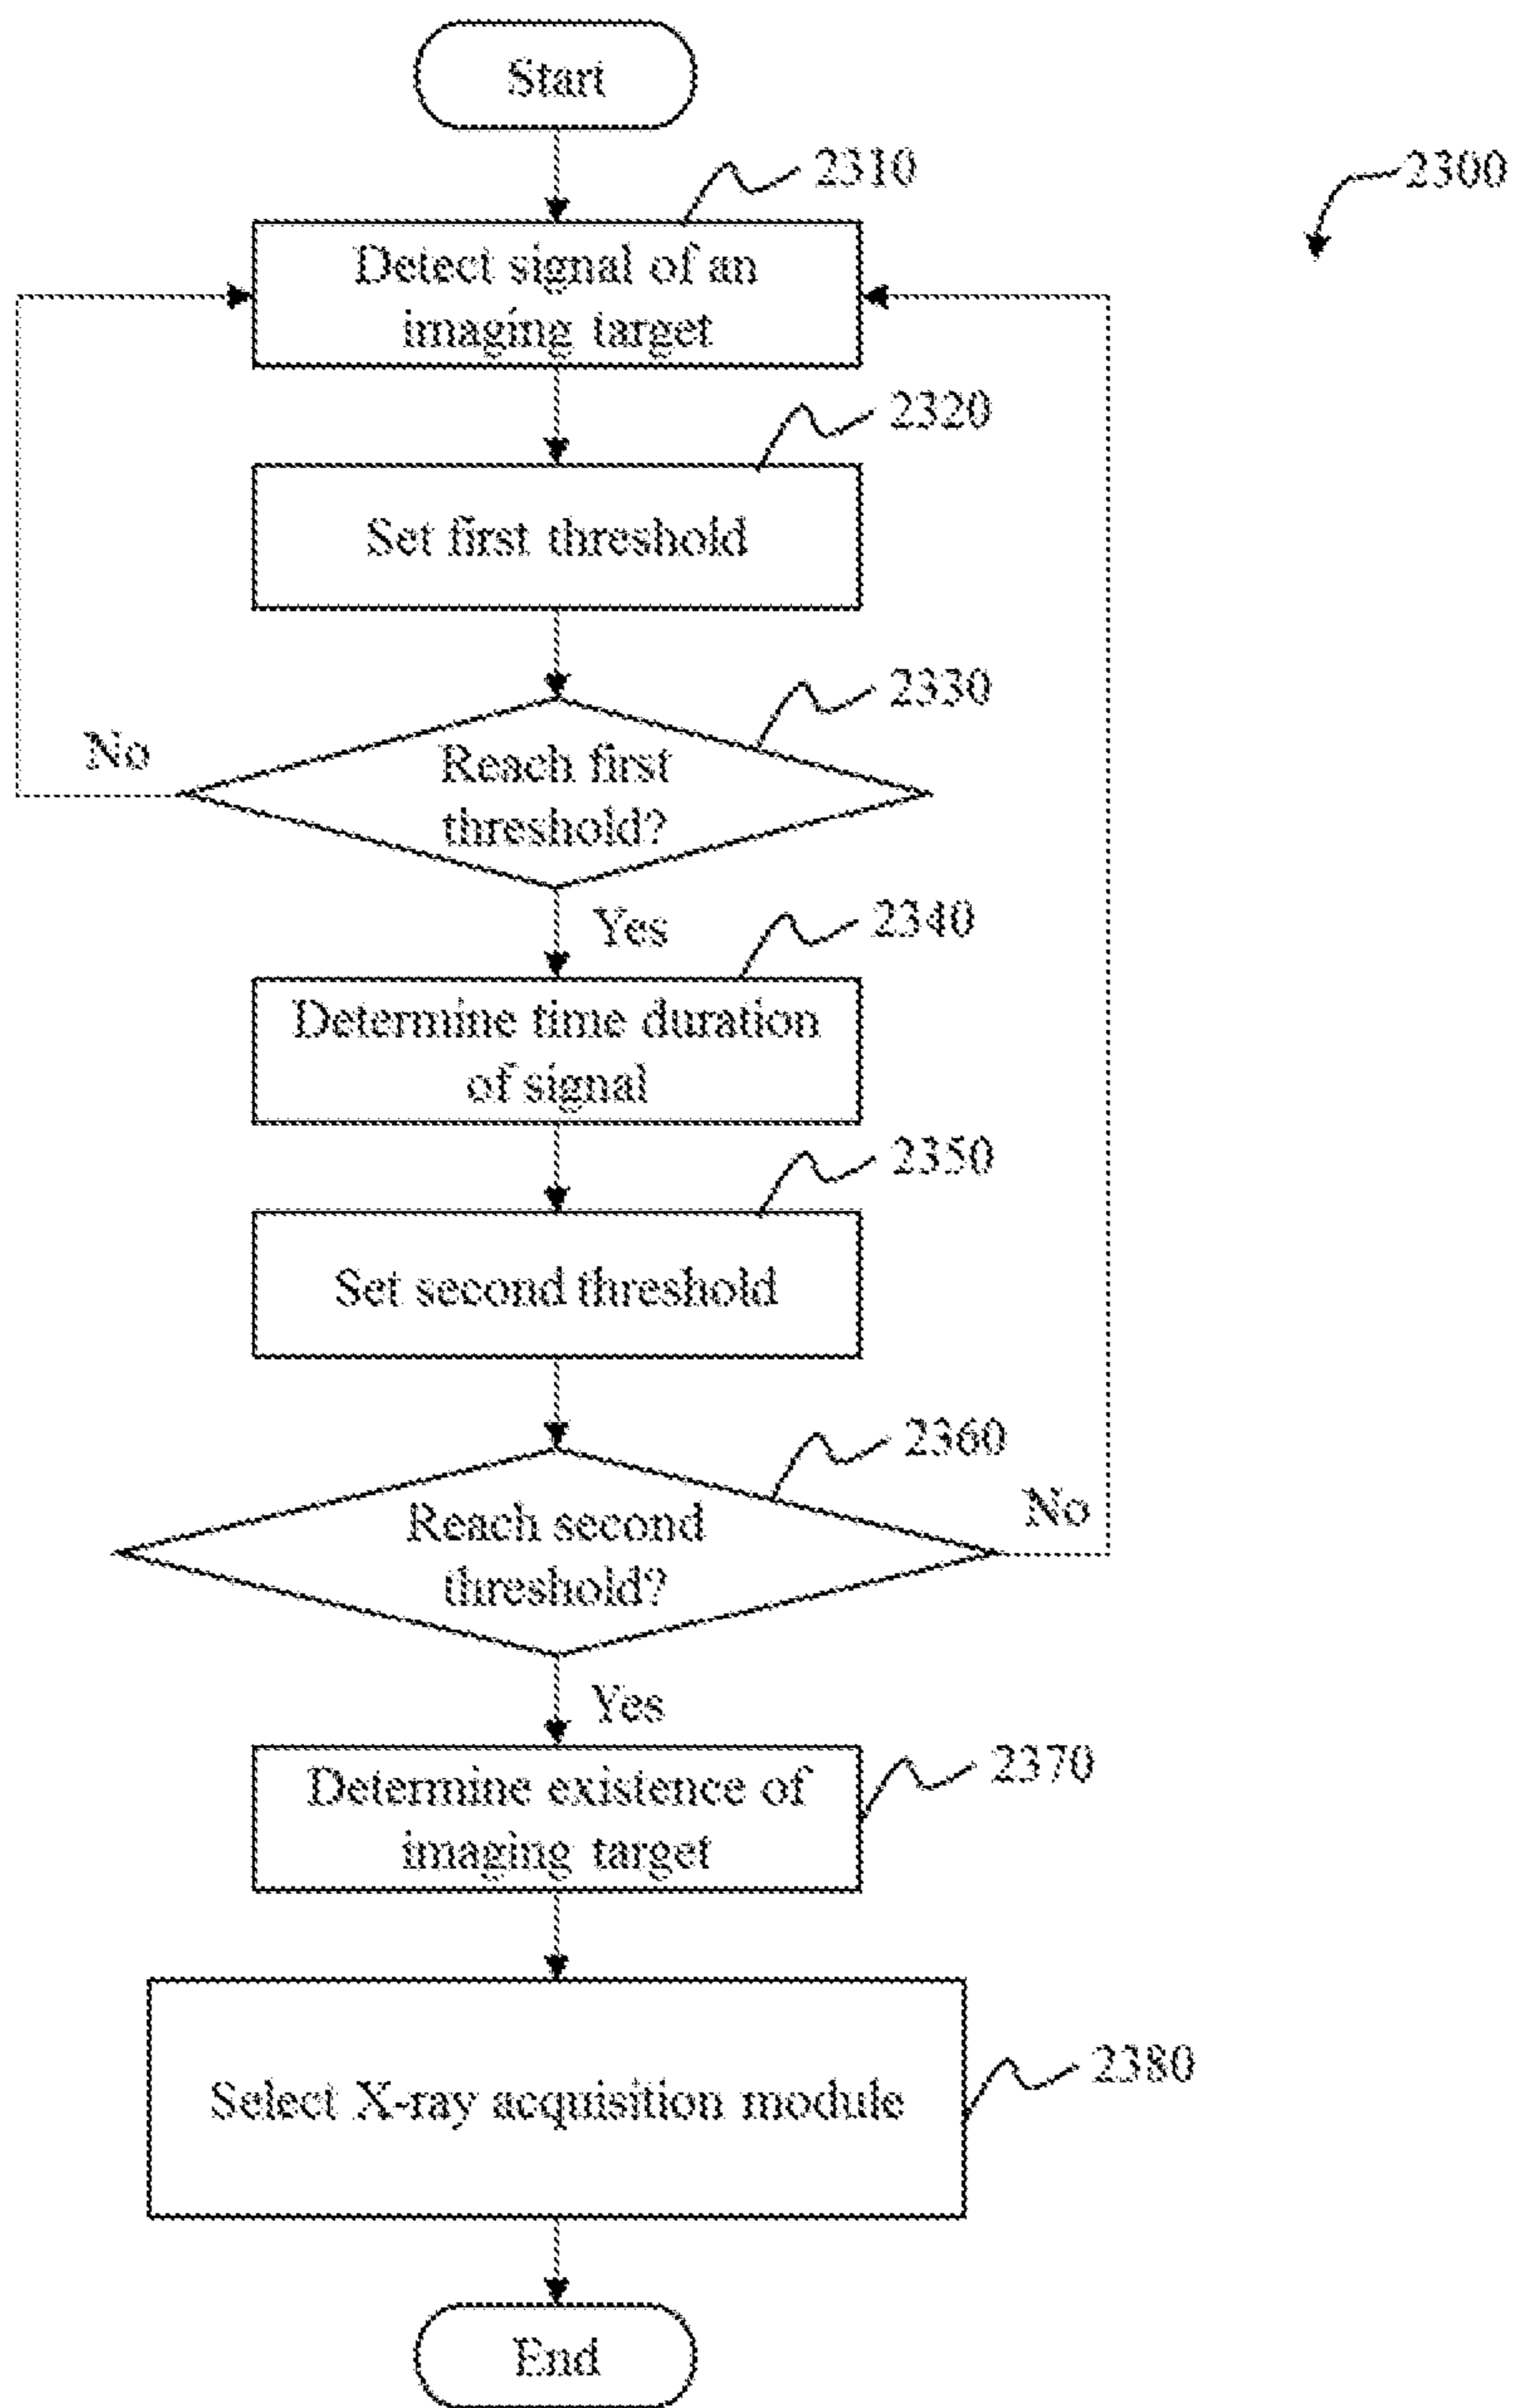 Start
2310
2300
Detect signal of an
imaging target
2320
Set first threshold
2330
No
Reach first
threshold?
Yes
2340
Determine time duration
of signal
2350
Set second threshold
2360
No
Reach second
threshold?
Yes
2370
Determine existence of
imaging target
2380
Select X-ray acquisition module
End